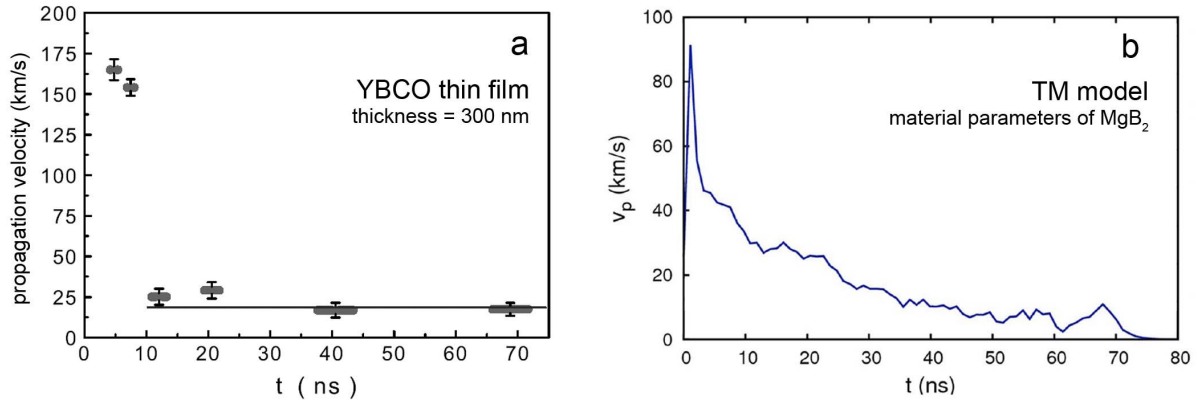 a
YBCO thin film
thickness = 300 nm
propagation velocity (km/s)
200
175
150
125
100
75
50
25
0
0 10 20 30 40 50 60 70
t ( ns )
b
TM model
material parameters of MgB2
vp (km/s)
100
80
60
40
20
0
0 10 20 30 40 50 60 70 80
t (ns)